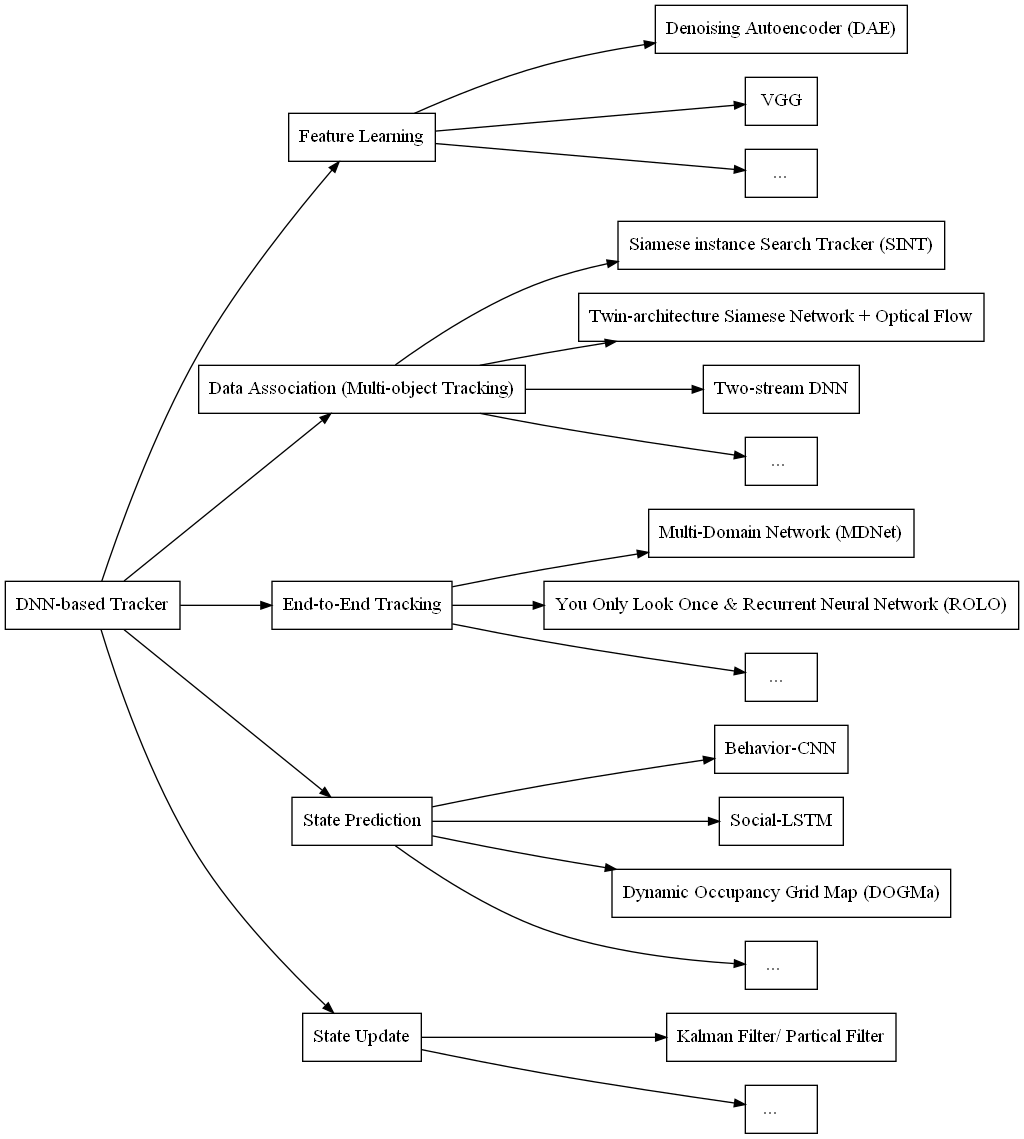 Denoising Autoencoder (DAE)
VGG
Feature Learning
...
Siamese instance Search Tracker (SINT)
Twin-architecture Siamese Network + Optical Flow
Data Association (Multi-object Tracking)
Two-stream DNN
...
Multi-Domain Network (MDNet)
DNN-based Tracker
End-to-End Tracking
You Only Look Once & Recurrent Neural Network (ROLO)
...
Behavior-CNN
State Prediction
Social-LSTM
Dynamic Occupancy Grid Map (DOGMa)
...
State Update
Kalman Filter/ Partical Filter
...